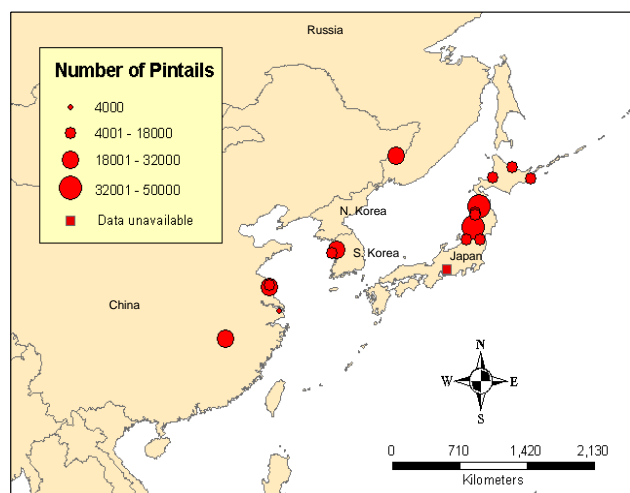 Russia
Number of Pintails
4000
4001 - 18000
18001 - 32000
32001 - 50000
Data unavailable
N. Korea
S. Korea
Japan
China
N
W E
S
0 710 1,420 2,130
Kilometers